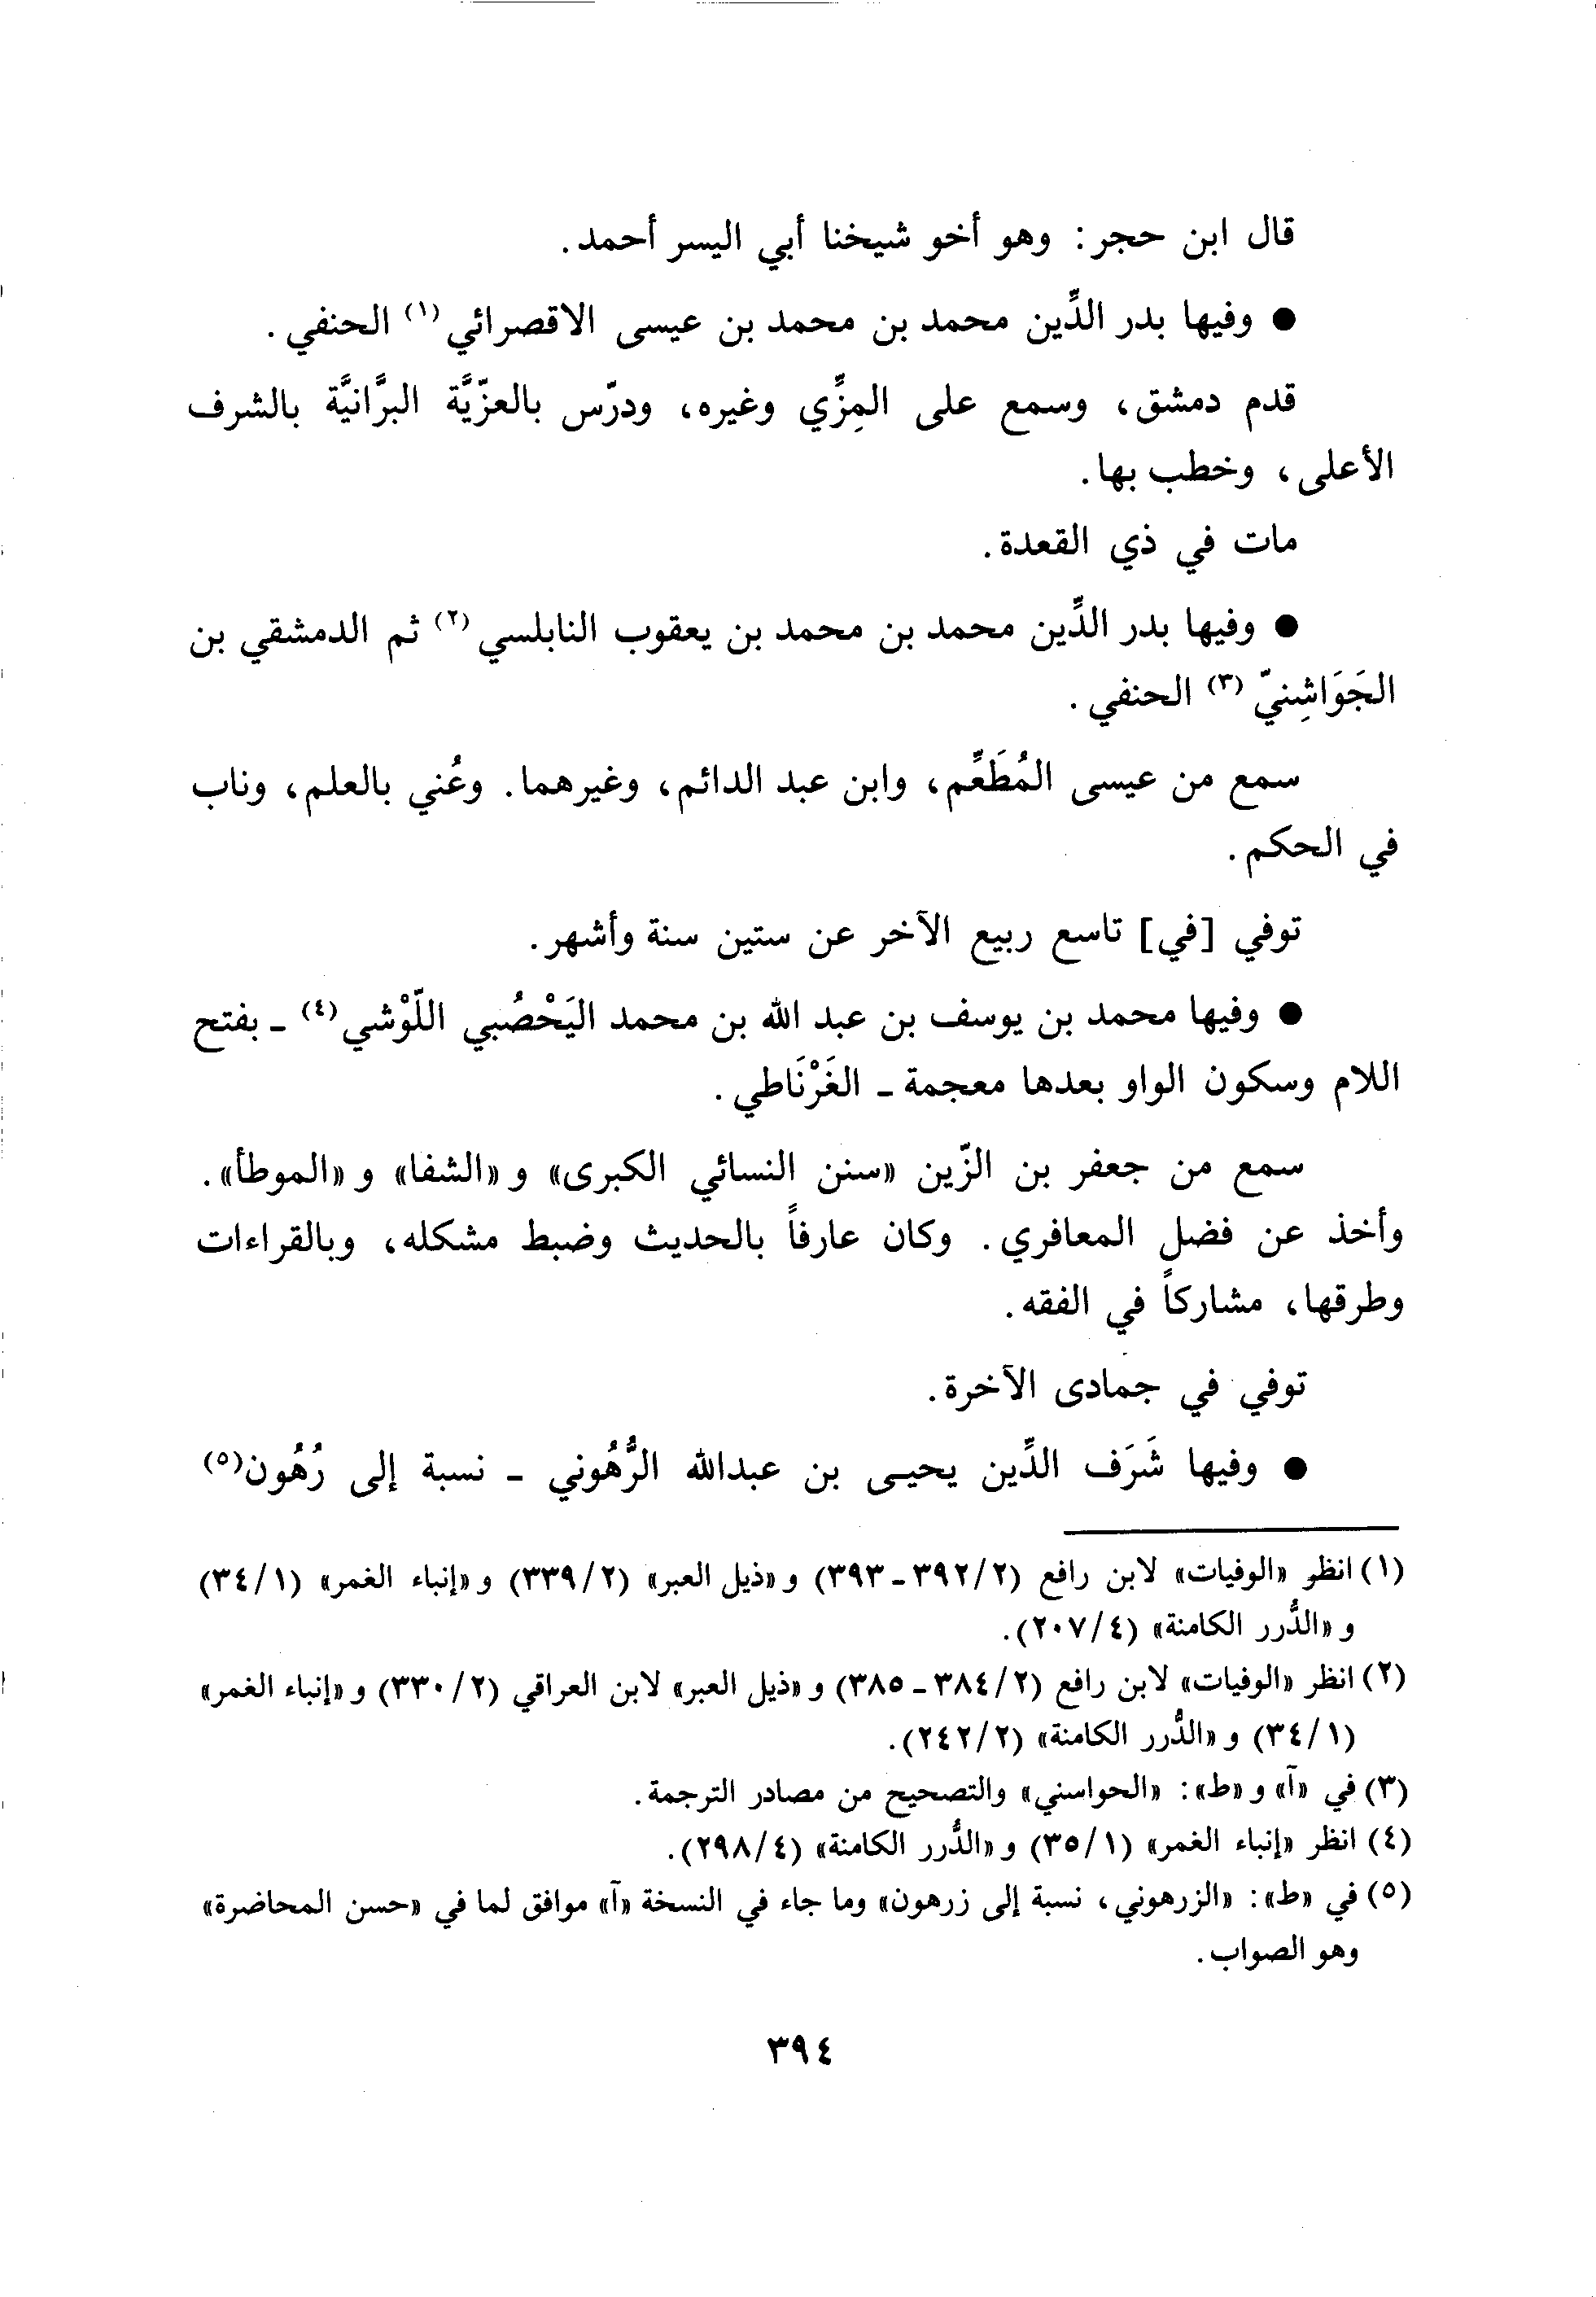 قال ابن حجر: وهو أخو شيخنا أبي اليسر أحمد.
● وفيها بدر الدِّين محمد بن محمد بن عيسى الاقصرائي (١) الحنفي.
قدم دمشق، وسمع على المِزِّي وغيره، ودرّس بالعزّيَّة البرَّانيَّة بالشرف
الأعلى، وخطب بها.
مات في ذي القعدة.
● وفيها بدر الدِّين محمد بن محمد بن يعقوب النابلسي (٢) ثم الدمشقي بن
الجَوَاشِنيّ (٣) الحنفي.
سمع من عيسى المُطَعِّم، وابن عبد الدائم، وغيرهما. وعُني بالعلم، وناب
في الحكم.
توفي [في] تاسع ربيع الآخر عن ستين سنة وأشهر.
● وفيها محمد بن يوسف بن عبد الله بن محمد اليَحْصُبي اللّوْشي (٤) ـ بفتح
اللام وسكون الواو بعدها معجمة ـ الغَرْنَاطي.
سمع من جعفر بن الزّين «سنن النسائي الكبرى» و «الشفا» و «الموطأ».
وأخذ عن فضل المعافري. وكان عارفاً بالحديث وضبط مشكله، وبالقراءات
وطرقها، مشاركاً في الفقه.
توفي في جمادى الآخرة.
● وفيها شَرَف الدِّين يحيى بن عبدالله الرُّهُوني ـ نسبة إلى رُهُون (٥)
(١) انظر «الوفيات» لابن رافع (٢/ ٣٩٢ ـ ٣٩٣) و «ذيل العبر» (٢/ ٣٣٩) و «إنباء الغمر» (١/ ٣٤)
و «الدُّرر الكامنة» (٤/ ٢٠٧).
(٢) انظر «الوفيات» لابن رافع (٢/ ٣٨٤ ـ ٣٨٥) و «ذيل العبر» لابن العراقي (٢/ ٣٣٠) و «إنباء الغمر»
(١/ ٣٤) و «الدُّرر الكامنة» (٢/ ٢٤٢).
(٣) في «آ» و «ط»: «الحواسني» والتصحيح من مصادر الترجمة.
(٤) انظر «إنباء الغمر» (١/ ٣٥) و «الدُّرر الكامنة» (٤/ ٢٩٨).
(٥) في «ط»: «الزرهوني، نسبة إلى زرهون» وما جاء في النسخة «آ» موافق لما في «حسن المحاضرة»
وهو الصواب.
٣٩٤